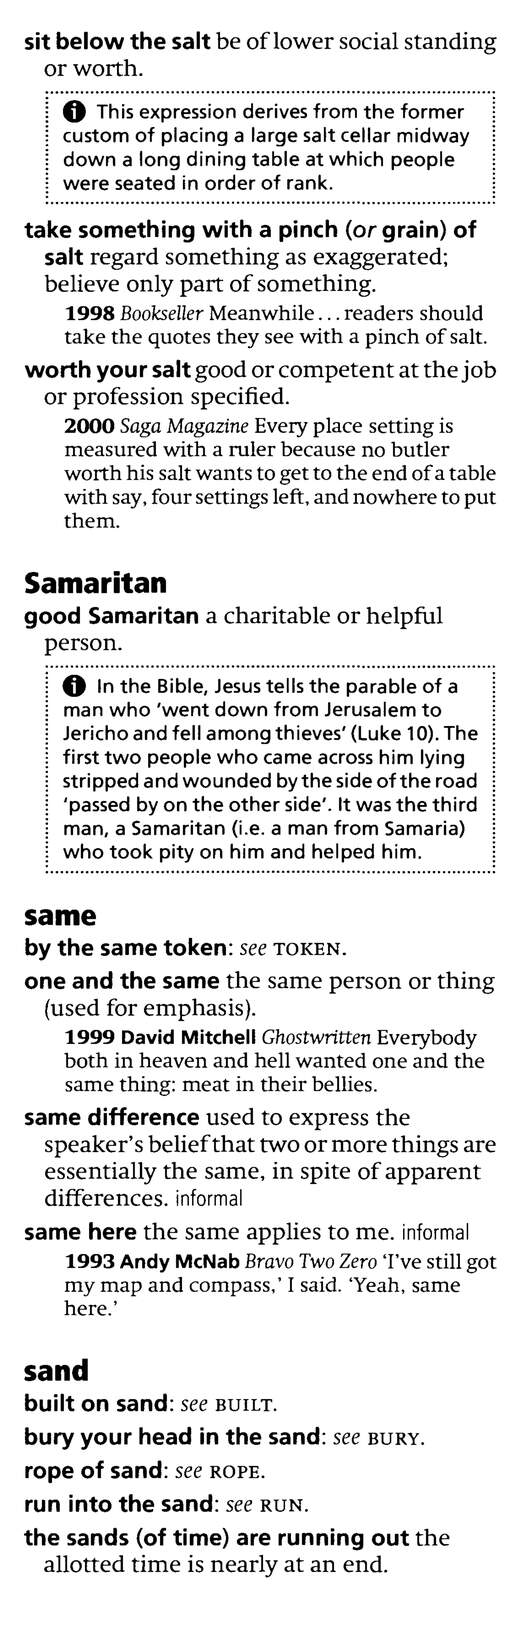 sit below the salt be of lower social standing
or worth.
This expression derives from the former
custom of placing a large salt cellar midway
down a long dining table at which people
were seated in order of rank.
take something with a pinch (or grain) of
salt regard something as exaggerated;
believe only part of something.
1998 Bookseller Meanwhile... readers should
take the quotes they see with a pinch of salt.
worth your salt good or competent at the job
or profession specified.
2000 Saga Magazine Every place setting is
measured with a ruler because no butler
worth his salt wants to get to the end of a table
with say, four settings left, and nowhere to put
them.
Samaritan
good Samaritan a charitable or helpful
person.
In the Bible, Jesus tells the parable of a
man who ‘went down from Jerusalem to
Jericho and fell among thieves’ (Luke 10). The
first two people who came across him lying
stripped and wounded by the side of the road
‘passed by on the other side’. It was the third
man, a Samaritan (i.e. a man from Samaria)
who took pity on him and helped him.
same
by the same token: see TOKEN.
one and the same the same person or thing
(used for emphasis).
1999 David Mitchell Ghostwritten Everybody
both in heaven and hell wanted one and the
same thing: meat in their bellies.
same difference used to express the
speaker’s belief that two or more things are
essentially the same, in spite of apparent
differences. informal
same here the same applies to me. informal
1993 Andy McNab Bravo Two Zero ‘I’ve still got
my map and compass,’ I said. ‘Yeah, same
here.’
sand
built on sand: see BUILT.
bury your head in the sand: see BURY.
rope of sand: see ROPE.
run into the sand: see RUN.
the sands (of time) are running out the
allotted time is nearly at an end.